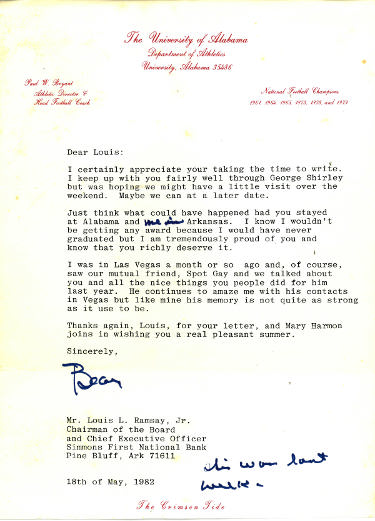 The University of Alabama
Department of Athletics
University, Alabama 35486
Paul W. Bryant
Athletic Director &
Head Football Coach
National Football Champions
1961, 1964, 1965, 1973, 1978, and 1979
Dear Louis:
I certainly appreciate your taking the time to write.
I keep up with you fairly well through George Shirley
but was hoping we might have a little visit over the
weekend. Maybe we can at a later date.
Just think what could have happened had you stayed
at Alabama and me in Arkansas. I know I wouldn't
be getting any award because I would have never
graduated but I am tremendously proud of you and
know that you richly deserve it.
I was in Las Vegas a month or so ago and, of course,
saw our mutual friend, Spot Gay and we talked about
you and all the nice things you people did for him
last year. He continues to amaze me with his contacts
in Vegas but like mine his memory is not quite as strong
as it use to be.
Thanks again, Louis, for your letter, and Mary Harmon
joins in wishing you a real pleasant summer.
Sincerely,
Bear
Mr. Louis L. Ramsay, Jr.
Chairman of the Board
and Chief Executive Officer
Simmons First National Bank
Pine Bluff, Ark 71611
18th of May, 1982
was last
week-
The Crimson Tide